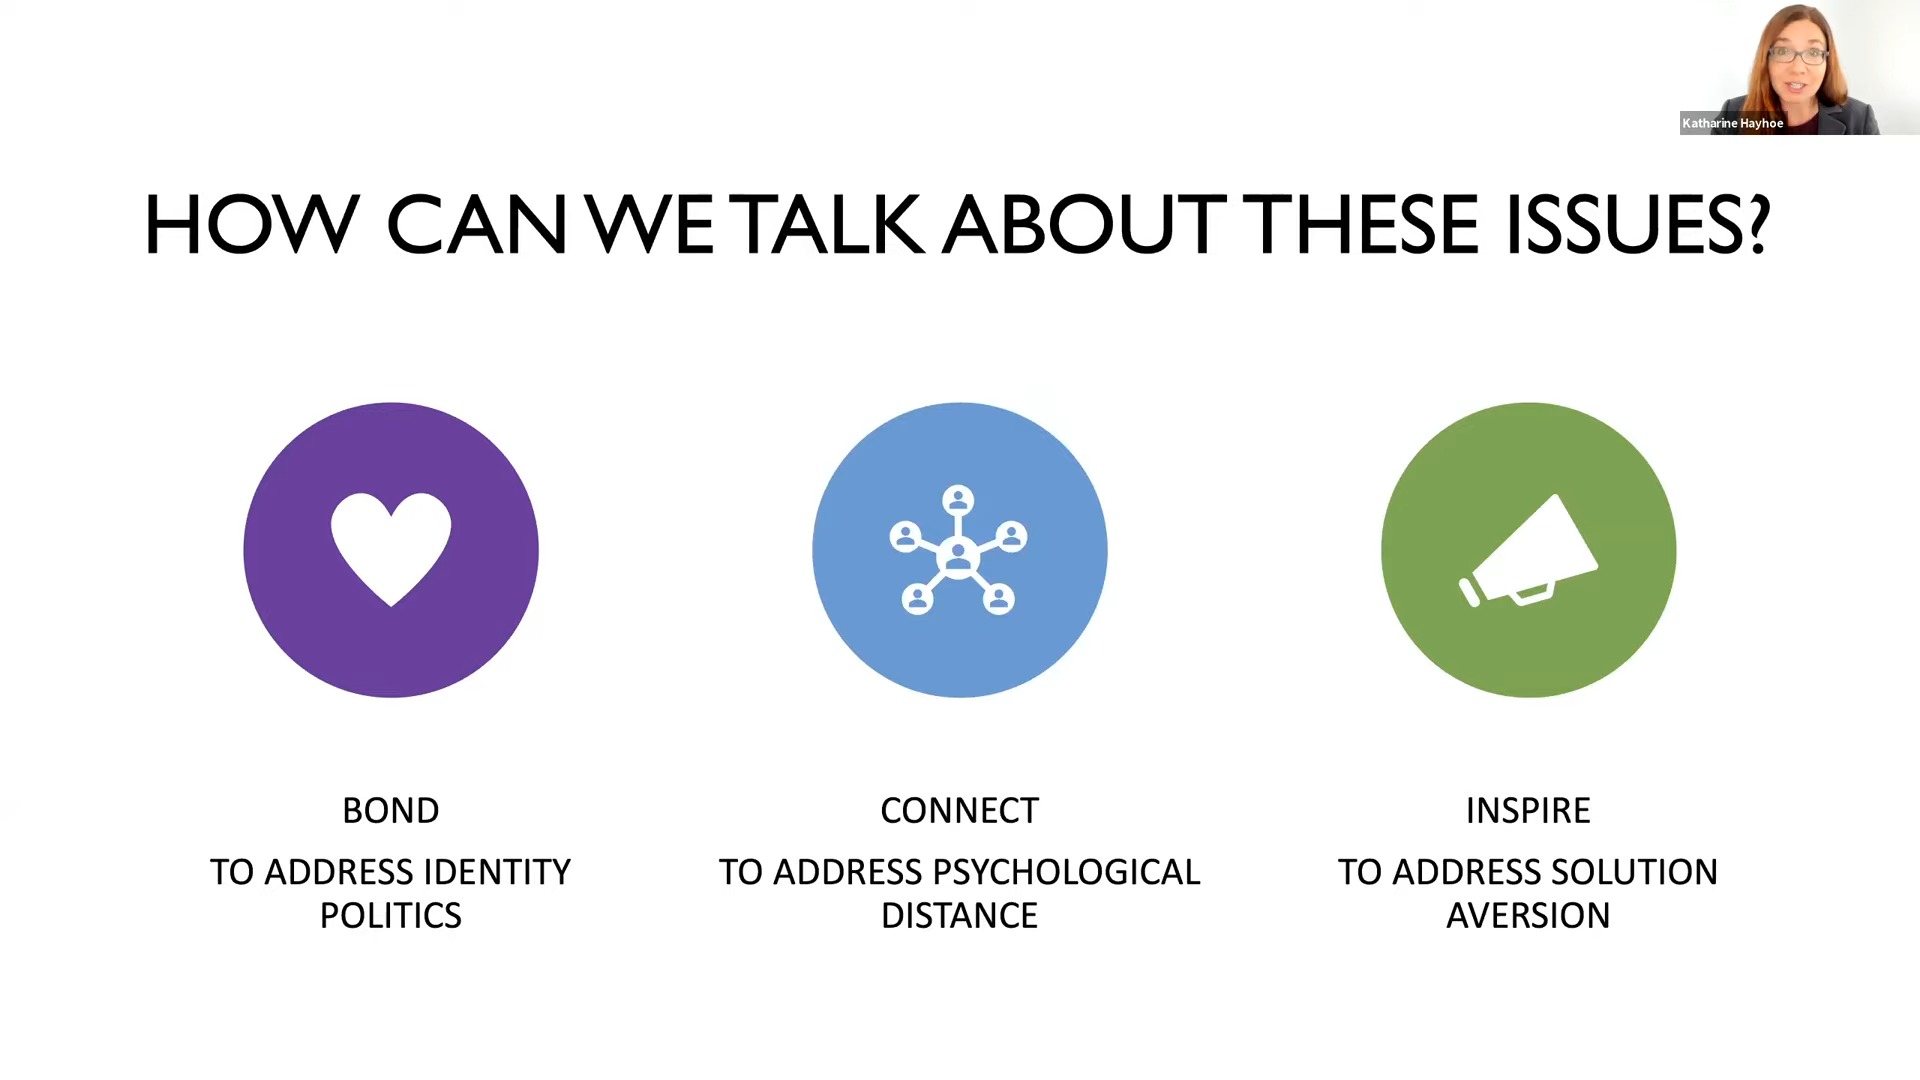 Katharine Hayhoe
HOW CAN WE TALK ABOUT THESE ISSUES?
BOND
TO ADDRESS IDENTITY
POLITICS
CONNECT
TO ADDRESS PSYCHOLOGICAL
DISTANCE
INSPIRE
TO ADDRESS SOLUTION
AVERSION